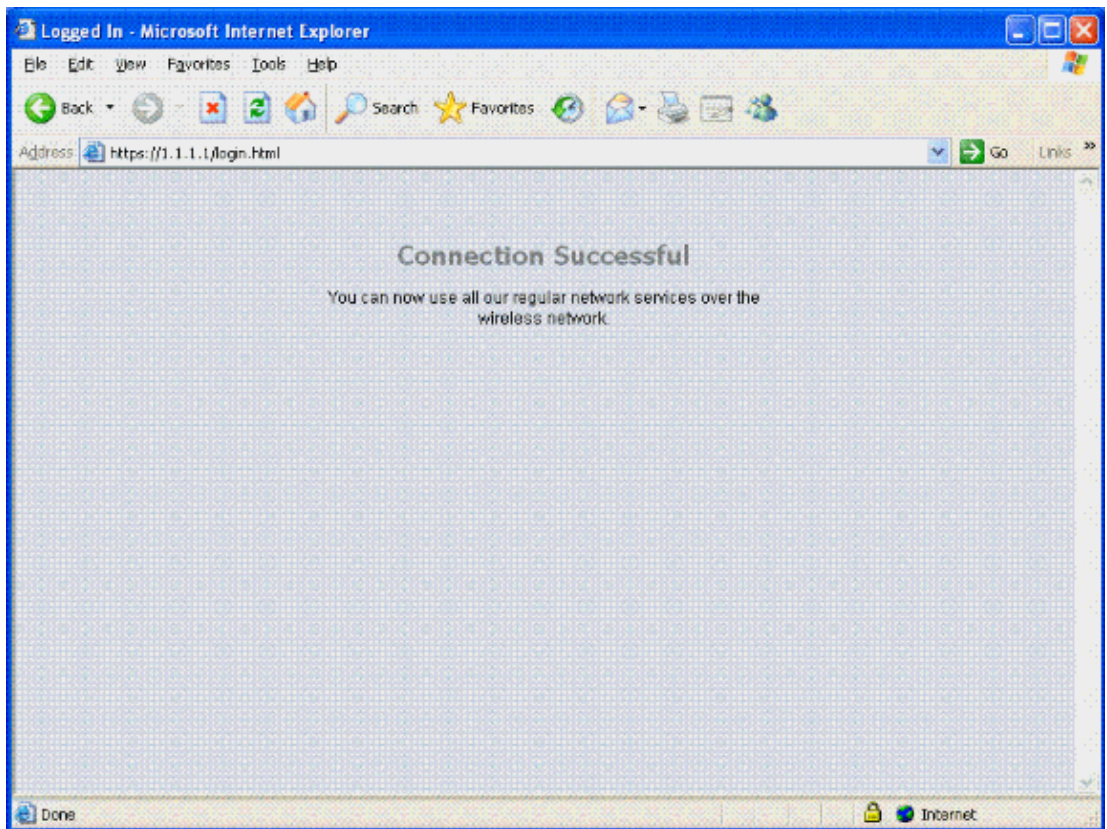 Logged In - Microsoft Internet Explorer
File Edit View Favorites Tools Help
Back Search Favorites
Address https://1.1.1.1/login.html Go Links »
Connection Successful
You can now use all our regular network services over the
wireless network.
Done Internet